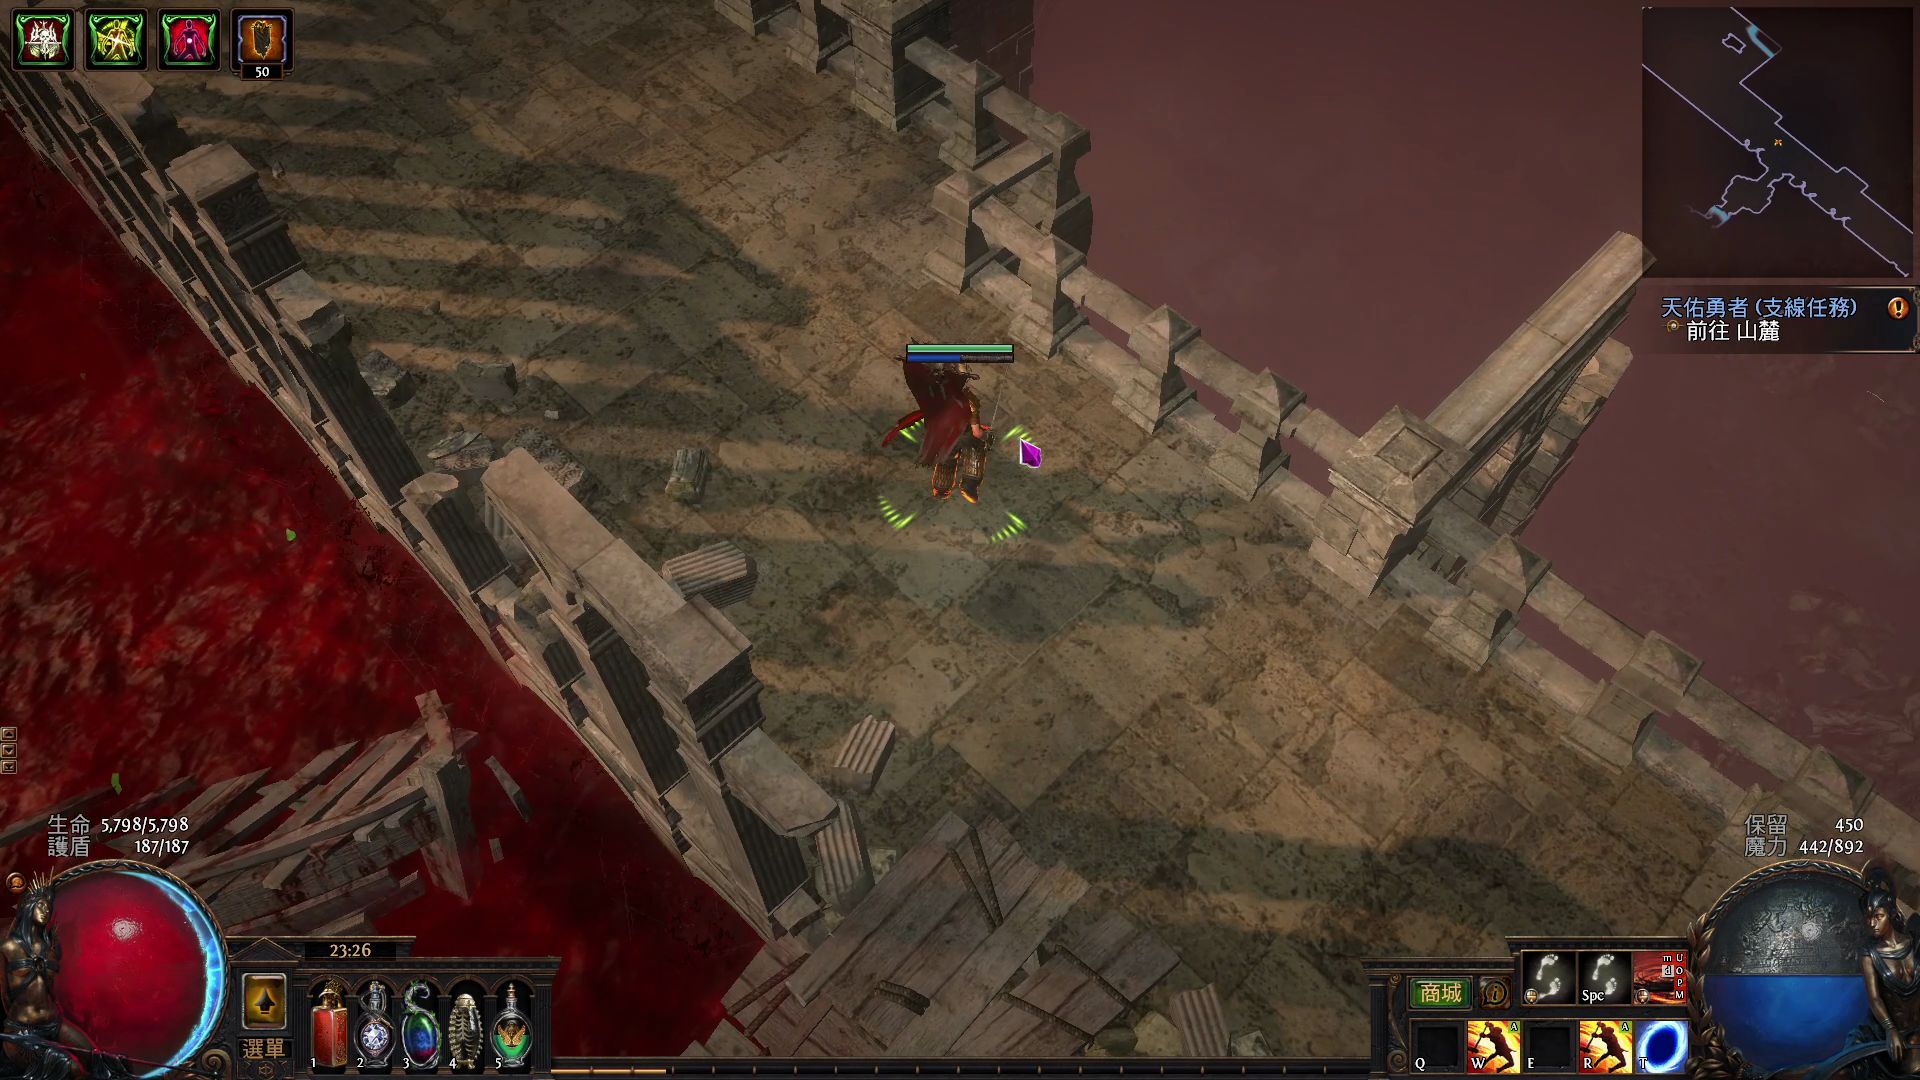 50
天佑勇者 (支線任務)
前往 山麓
生命 5,798/5,798
護盾 187/187
保留 450
魔力 442/892
23:26
選單
1 2 3 4 5
商城
Spc
m U
d O
P
M
Q W A E R A T